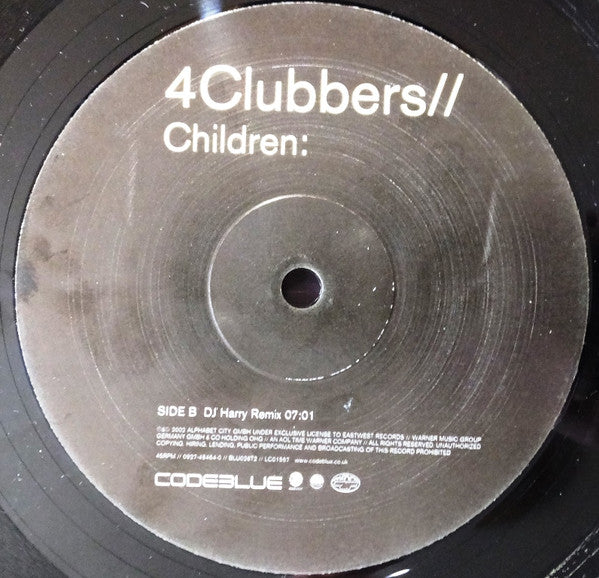 4Clubbers//
Children:
SIDE B DJ Harry Remix 07:01
℗© 2002 ALPHABET CITY GMBH UNDER EXCLUSIVE LICENSE TO EASTWEST RECORDS // WARNER MUSIC GROUP
GERMANY GMBH & CO HOLDING OHG // AN AOL TIME WARNER COMPANY // ALL RIGHTS RESERVED. UNAUTHORIZED
COPYING, HIRING, LENDING, PUBLIC PERFORMANCE AND BROADCASTING OF THIS RECORD PROHIBITED
45RPM // 0927-46464-0 // BLU026T2 // LC01557 www.codeblue.co.uk
CODEBLUE